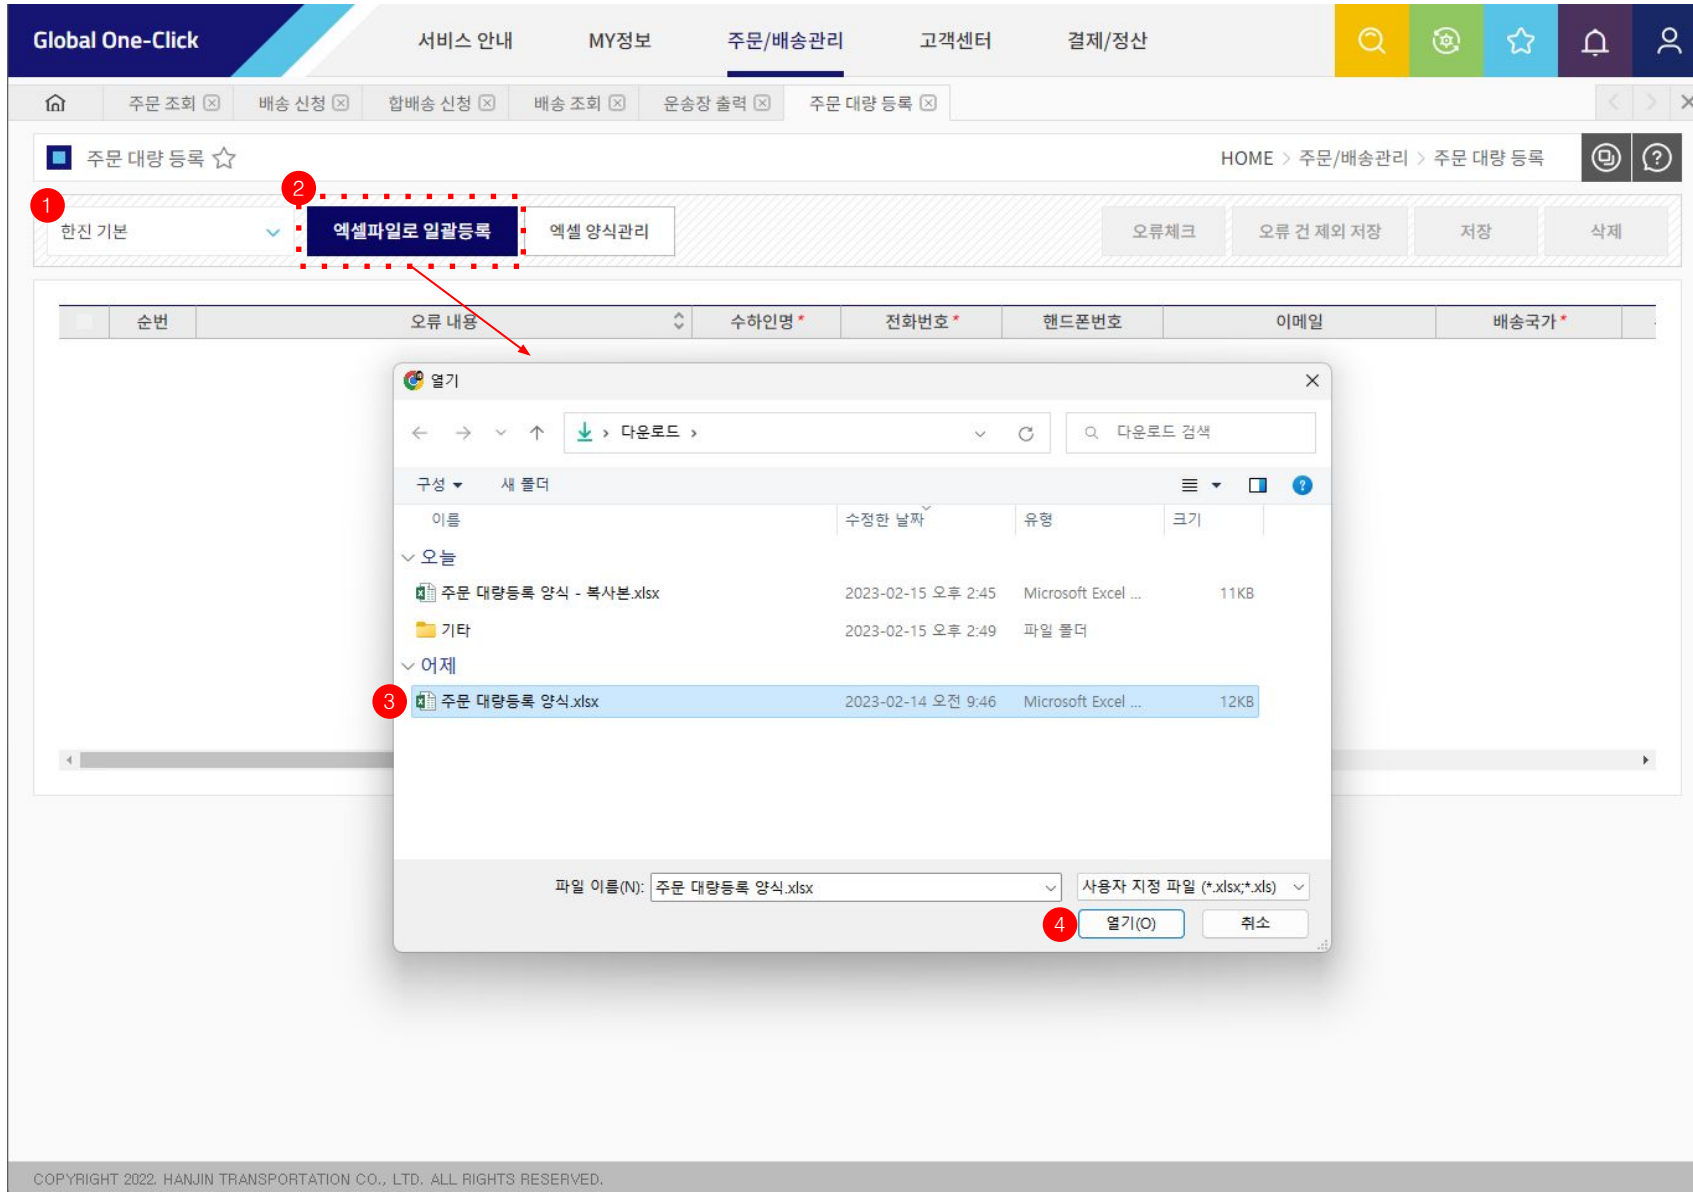 Global One-Click
서비스 안내 MY정보 주문/배송관리 고객센터 결제/정산
주문 조회 배송 신청 합배송 신청 배송 조회 운송장 출력 주문 대량 등록
주문 대량 등록
HOME > 주문/배송관리 > 주문 대량 등록
1
2
한진 기본 엑셀파일로 일괄등록 엑셀 양식관리 오류체크 오류 건 제외 저장 저장 삭제
순번 오류 내용 수하인명* 전화번호* 핸드폰번호 이메일 배송국가*
열기
다운로드 다운로드 검색
구성 새 폴더
이름 수정한 날짜 유형 크기
오늘
주문 대량등록 양식 - 복사본.xlsx 2023-02-15 오후 2:45 Microsoft Excel ... 11KB
기타 2023-02-15 오후 2:49 파일 폴더
어제
3 주문 대량등록 양식.xlsx 2023-02-14 오전 9:46 Microsoft Excel ... 12KB
파일 이름(N): 주문 대량등록 양식.xlsx 사용자 지정 파일 (*.xlsx;*.xls)
4 열기(O) 취소
COPYRIGHT 2022. HANJIN TRANSPORTATION CO., LTD. ALL RIGHTS RESERVED.